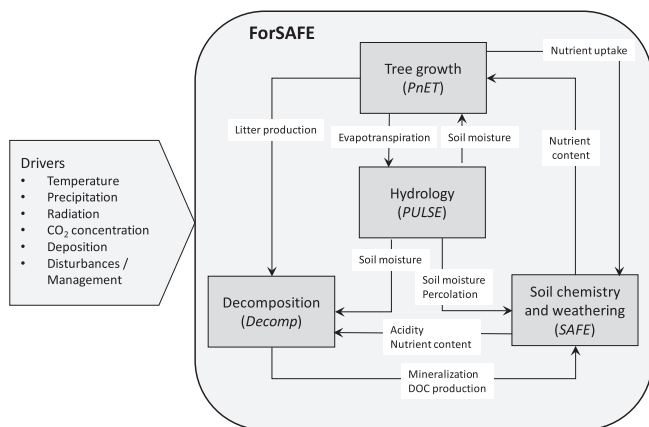 ForSAFE
Nutrient uptake
Tree growth
(PnET)
Litter production
Evapotranspiration
Soil moisture
Nutrient
content
Drivers
• Temperature
• Precipitation
• Radiation
• CO₂ concentration
• Deposition
• Disturbances /
Management
Hydrology
(PULSE)
Soil moisture
Soil moisture
Percolation
Decomposition
(Decomp)
Soil chemistry
and weathering
(SAFE)
Acidity
Nutrient content
Mineralization
DOC production